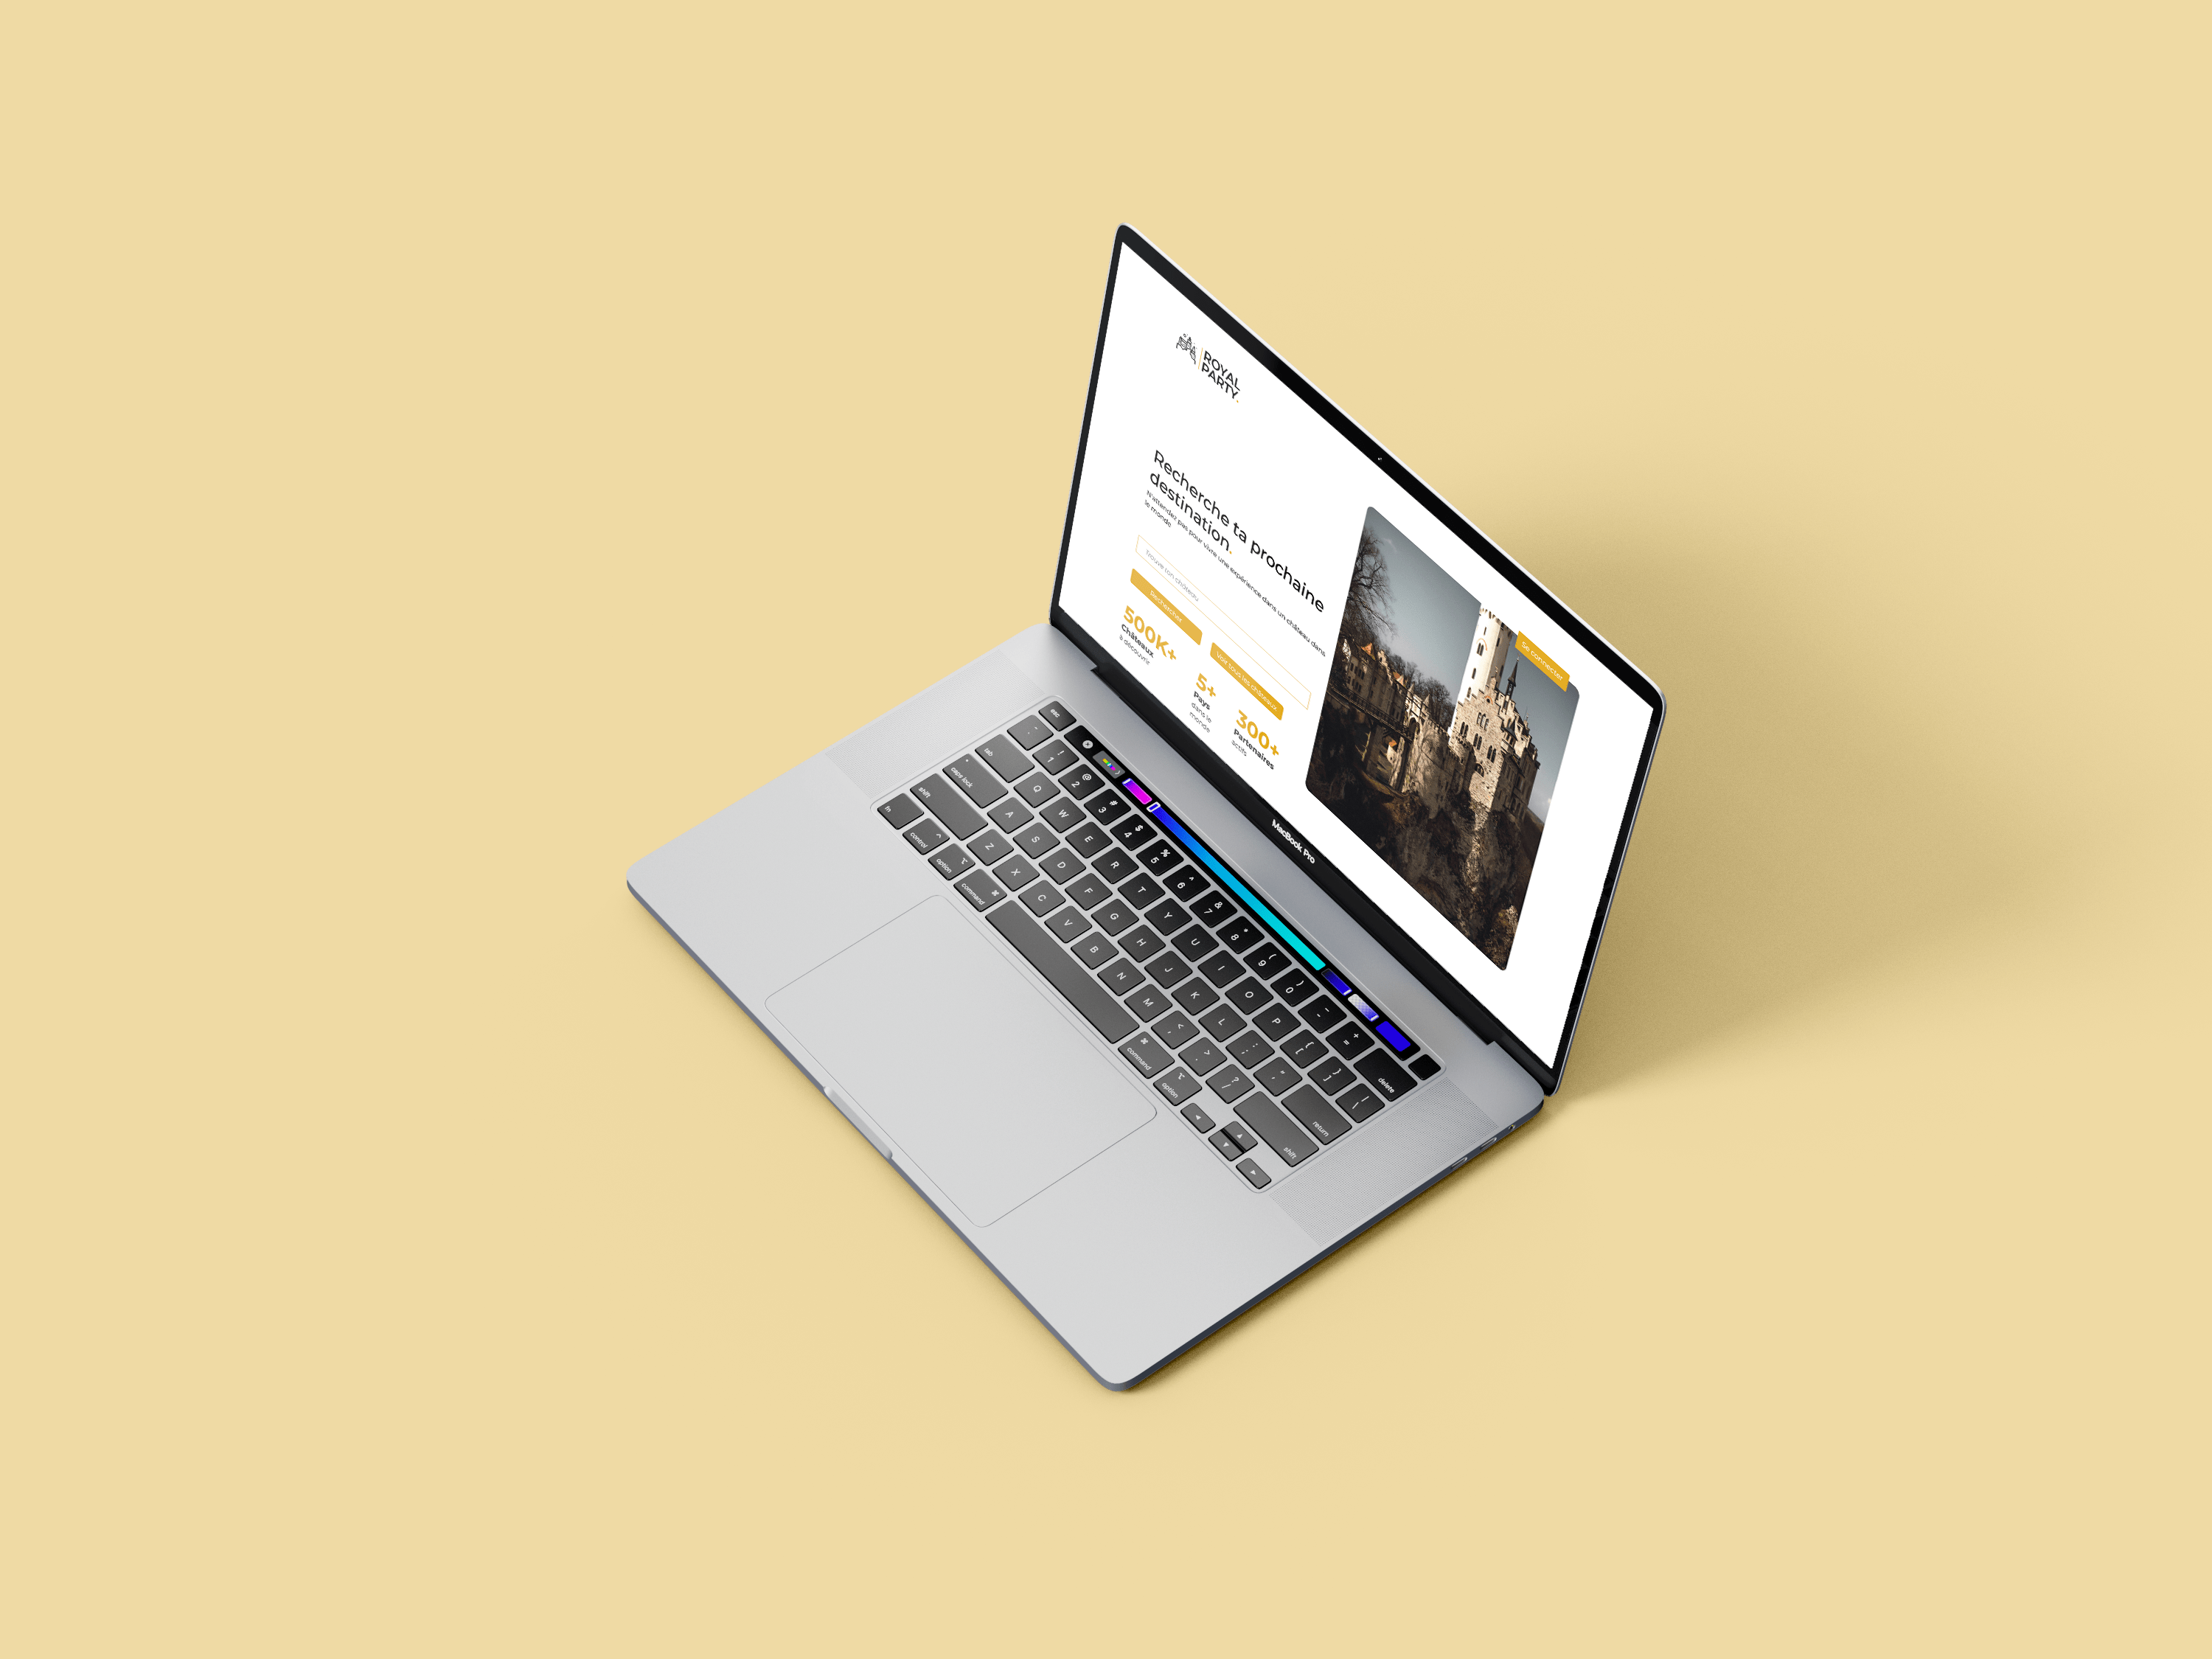 ROYAL
PARTY.
Recherche ta prochaine
destination.
N'attendez pas pour vivre une expérience dans un château dans
le monde
Trouve ton château
Rechercher
Voir tous les châteaux
500K+
Châteaux
à découvrir
5+
Pays
dans le
monde
300+
Partenaires
actifs
Se connecter
MacBook Pro
esc
~ `
! 1
@ 2
# 3
$ 4
% 5
^ 6
& 7
* 8
( 9
) 0
_ -
+ =
delete
tab
Q W E R T Y U I O P { [ } ] | \
caps lock
A S D F G H J K L : ; " '
return
shift
Z X C V B N M < , > . ? /
shift
fn
control
option
command
command
option